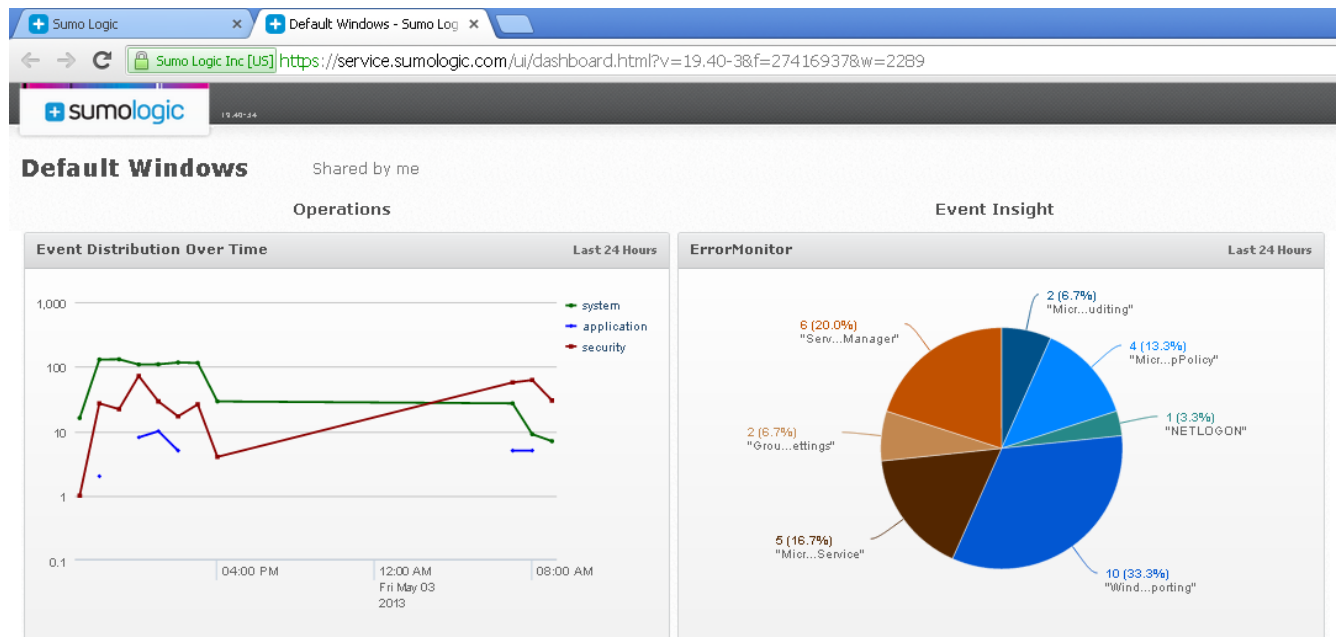 Sumo Logic
Default Windows - Sumo Log
Sumo Logic Inc [US] https://service.sumologic.com/ui/dashboard.html?v=19.40-3&f=27416937&w=2289
sumologic 19.40-34
Default Windows Shared by me
Operations
Event Insight
Event Distribution Over Time Last 24 Hours
ErrorMonitor Last 24 Hours
1,000
100
10
1
0.1
system
application
security
04:00 PM
12:00 AM
Fri May 03
2013
08:00 AM
2 (6.7%)
"Micr...uditing"
4 (13.3%)
"Micr...pPolicy"
1 (3.3%)
"NETLOGON"
10 (33.3%)
"Wind...porting"
5 (16.7%)
"Micr...Service"
2 (6.7%)
"Grou...ettings"
6 (20.0%)
"Serv...Manager"